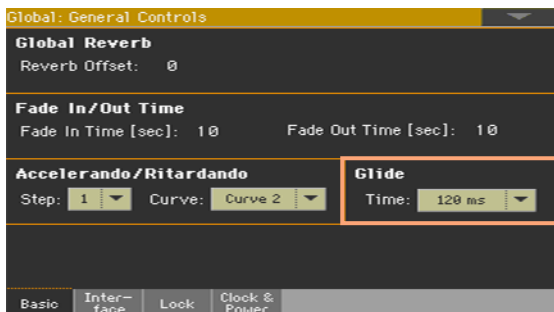 Global: General Controls
Global Reverb
Reverb Offset: 0
Fade In/Out Time
Fade In Time [sec]: 10 Fade Out Time [sec]: 10
Accelerando/Ritardando Glide
Step: 1 Curve: Curve 2 Time: 120 ms
Basic Inter- Lock Clock &
face Power